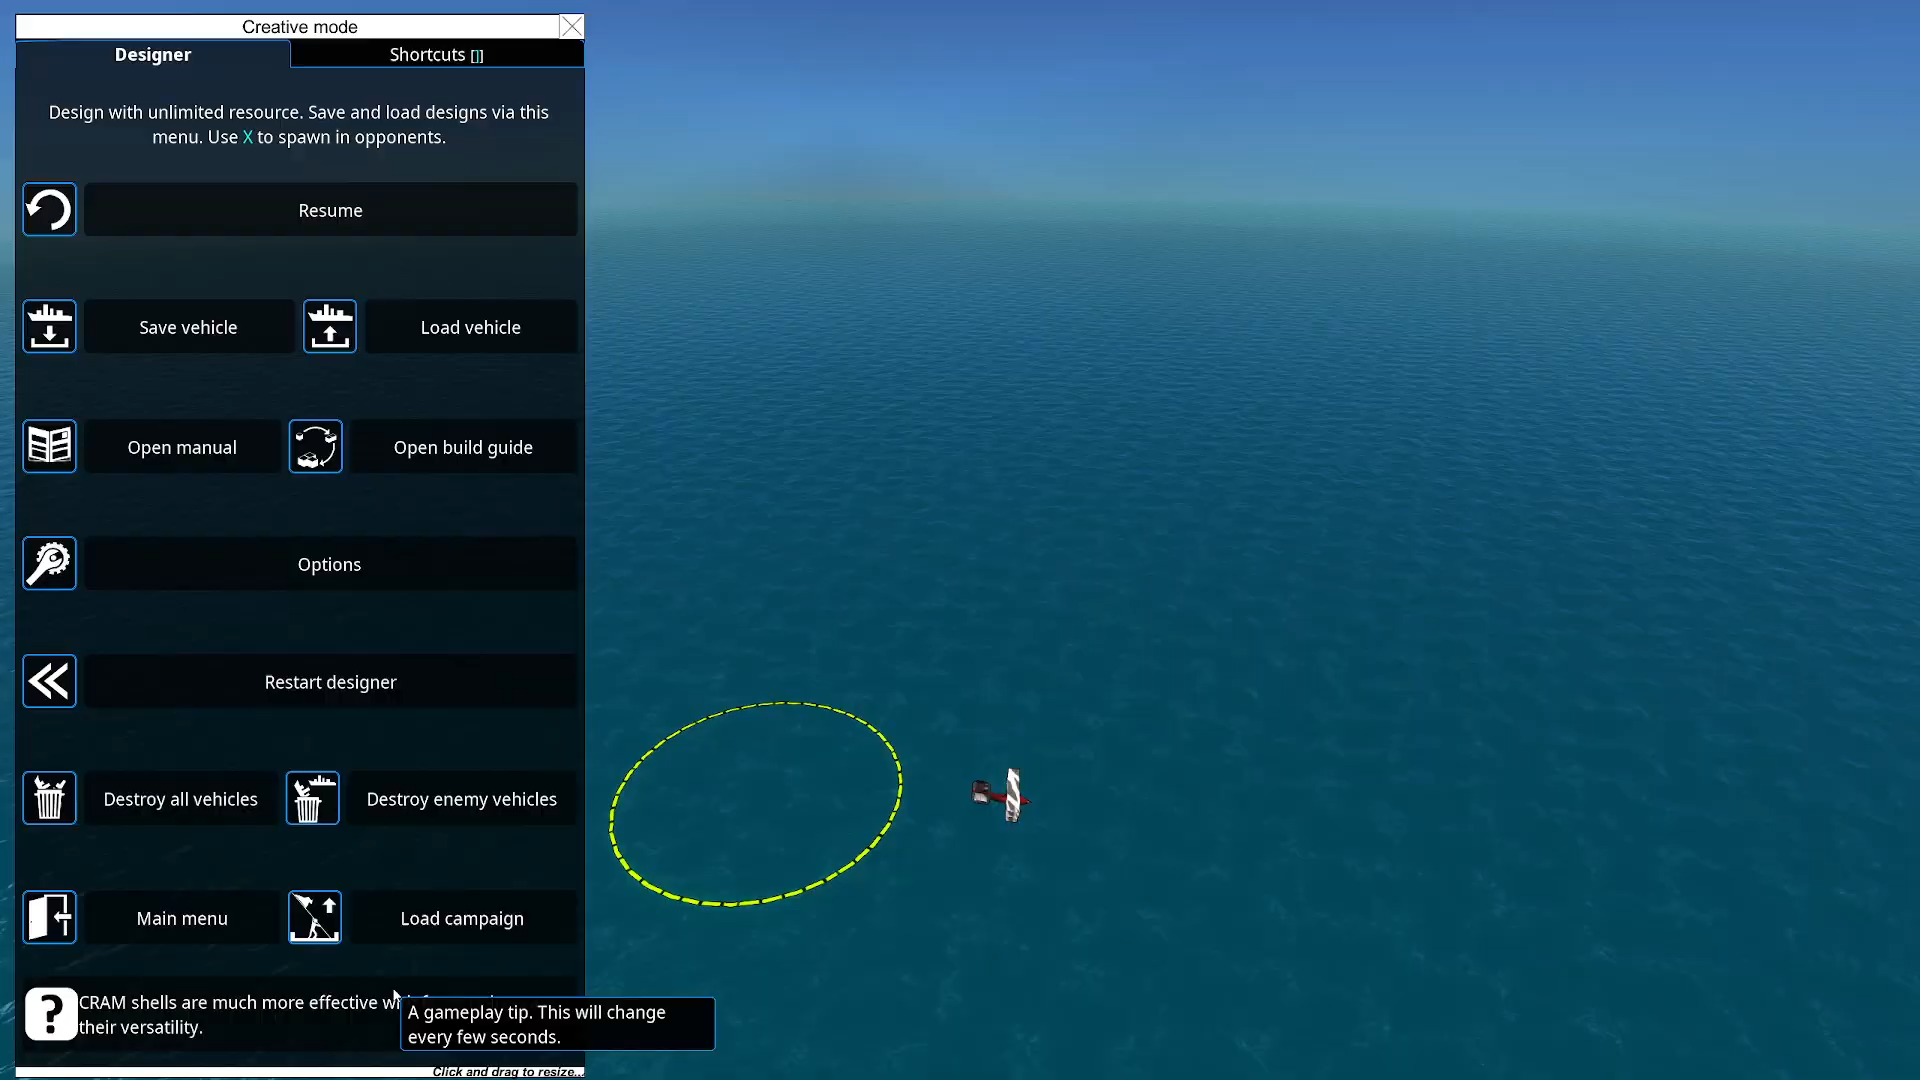 Creative mode
Designer
Shortcuts []
Design with unlimited resource. Save and load designs via this
menu. Use X to spawn in opponents.
Resume
Save vehicle
Load vehicle
Open manual
Open build guide
Options
Restart designer
Destroy all vehicles
Destroy enemy vehicles
Main menu
Load campaign
CRAM shells are much more effective
their versatility.
A gameplay tip. This will change
every few seconds.
Click and drag to resize...